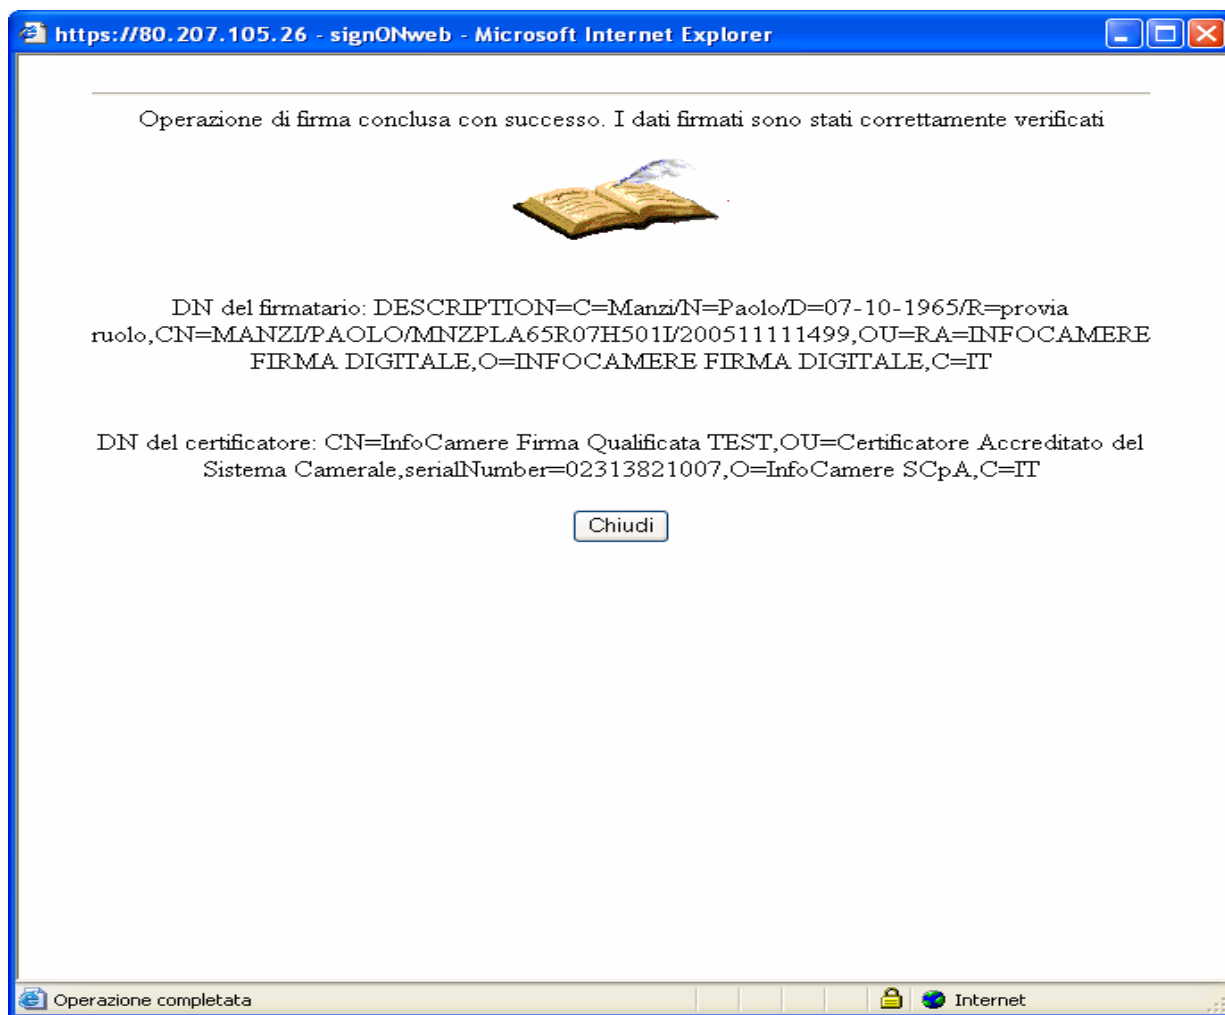 https://80.207.105.26 - signONweb - Microsoft Internet Explorer
Operazione di firma conclusa con successo. I dati firmati sono stati correttamente verificati
DN del firmatario: DESCRIPTION=C=Manzi/N=Paolo/D=07-10-1965/R=provia
ruolo,CN=MANZI/PAOLO/MNZPLA65R07H501I/200511111499,OU=RA=INFOCAMERE
FIRMA DIGITALE,O=INFOCAMERE FIRMA DIGITALE,C=IT
DN del certificatore: CN=InfoCamere Firma Qualificata TEST,OU=Certificatore Accreditato del
Sistema Camerale,serialNumber=02313821007,O=InfoCamere SCpA,C=IT
Chiudi
Operazione completata
Internet